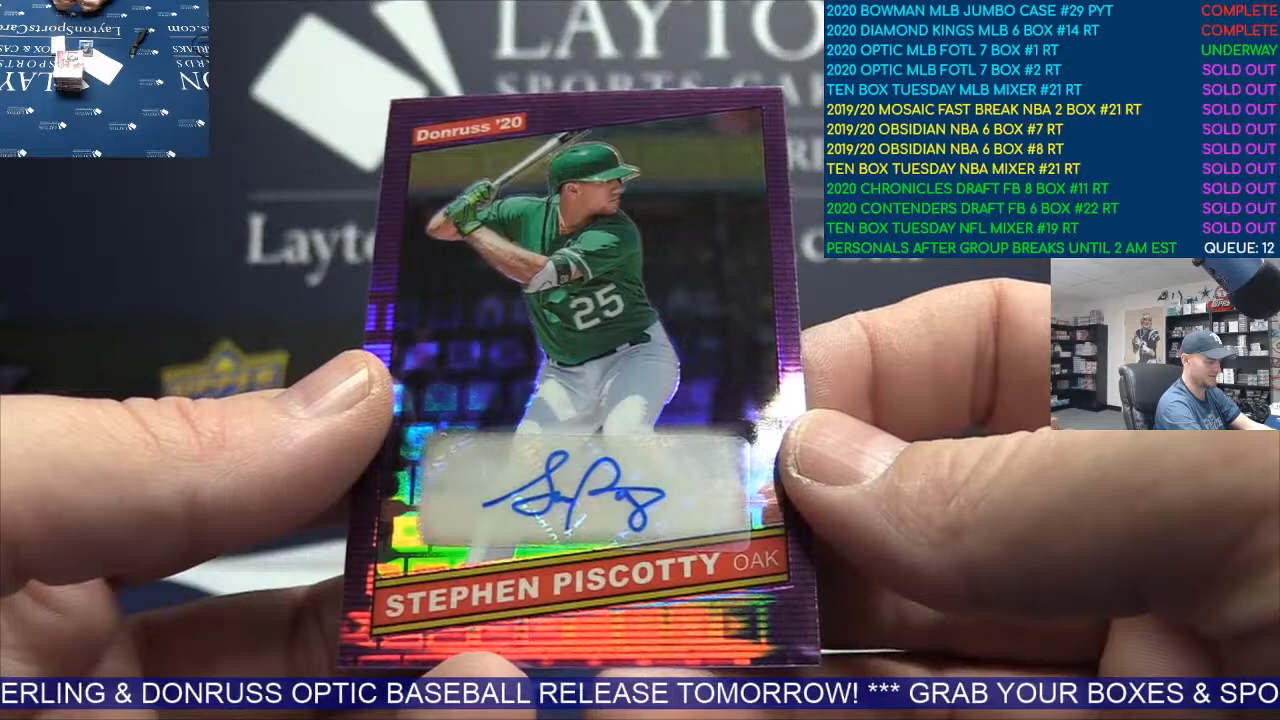 2020 BOWMAN MLB JUMBO CASE #29 PYT COMPLETE
2020 DIAMOND KINGS MLB 6 BOX #14 RT COMPLETE
2020 OPTIC MLB FOTL 7 BOX #1 RT UNDERWAY
2020 OPTIC MLB FOTL 7 BOX #2 RT SOLD OUT
TEN BOX TUESDAY MLB MIXER #21 RT SOLD OUT
2019/20 MOSAIC FAST BREAK NBA 2 BOX #21 RT SOLD OUT
2019/20 OBSIDIAN NBA 6 BOX #7 RT SOLD OUT
2019/20 OBSIDIAN NBA 6 BOX #8 RT SOLD OUT
TEN BOX TUESDAY NBA MIXER #21 RT SOLD OUT
2020 CHRONICLES DRAFT FB 8 BOX #11 RT SOLD OUT
2020 CONTENDERS DRAFT FB 6 BOX #22 RT SOLD OUT
TEN BOX TUESDAY NFL MIXER #19 RT SOLD OUT
PERSONALS AFTER GROUP BREAKS UNTIL 2 AM EST QUEUE: 12
LAYTO
SPORTS CAR
Layto
com
Donruss '20
25
STEPHEN PISCOTTY OAK
ERLING & DONRUSS OPTIC BASEBALL RELEASE TOMORROW! *** GRAB YOUR BOXES & SPO